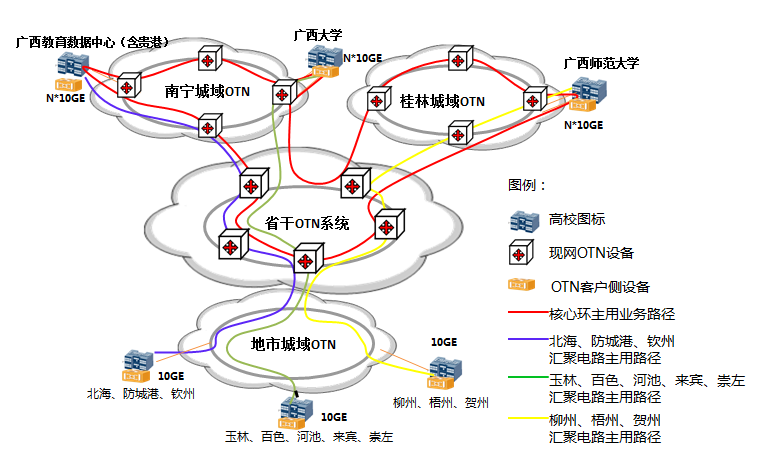 广西教育数据中心（含贵港）
广西大学
N*10GE
广西师范大学
N*10GE
南宁城域OTN
桂林城域OTN
N*10GE
图例：
高校图标
省干OTN系统
现网OTN设备
OTN客户侧设备
核心环主用业务路径
北海、防城港、钦州
汇聚电路主用路径
地市城域OTN
10GE
10GE
玉林、百色、河池、来宾、崇左
汇聚电路主用路径
北海、防城港、钦州
柳州、梧州、贺州
10GE
柳州、梧州、贺州
汇聚电路主用路径
玉林、百色、河池、来宾、崇左